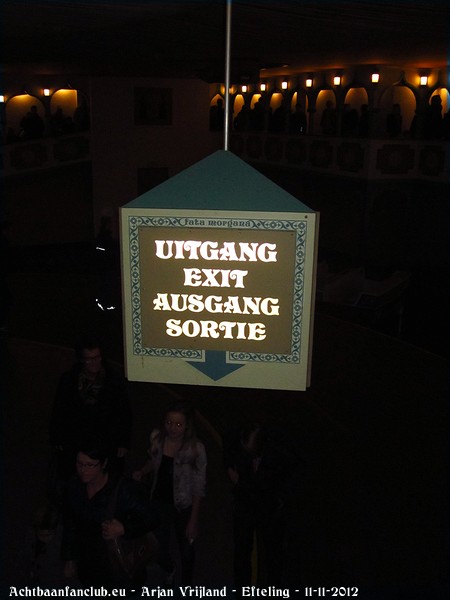 fata morgana
UITGANG
EXIT
AUSGANG
SORTIE
Achtbaanfanclub.eu - Arjan Vrijland - Efteling - 11-11-2012